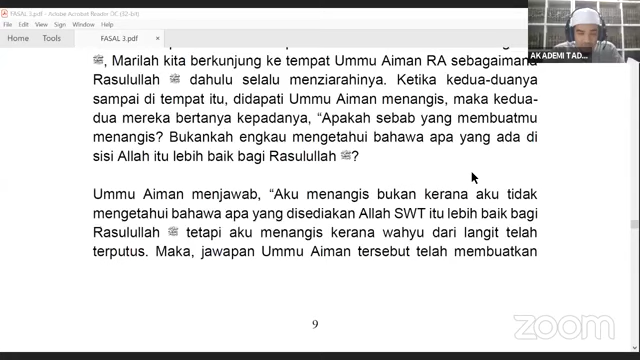 FASAL 3.pdf - Adobe Acrobat Reader DC (32-bit)
File Edit View Sign Window Help
Home Tools FASAL 3.pdf ×
AKADEMI TAD...
ﷺ, Marilah kita berkunjung ke tempat Ummu Aiman RA sebagaimana
Rasulullah ﷺ dahulu selalu menziarahinya. Ketika kedua-duanya
sampai di tempat itu, didapati Ummu Aiman menangis, maka kedua-
dua mereka bertanya kepadanya, “Apakah sebab yang membuatmu
menangis? Bukankah engkau mengetahui bahawa apa yang ada di
sisi Allah itu lebih baik bagi Rasulullah ﷺ?
Ummu Aiman menjawab, “Aku menangis bukan kerana aku tidak
mengetahui bahawa apa yang disediakan Allah SWT itu lebih baik bagi
Rasulullah ﷺ tetapi aku menangis kerana wahyu dari langit telah
terputus. Maka, jawapan Ummu Aiman tersebut telah membuatkan
9
zoom